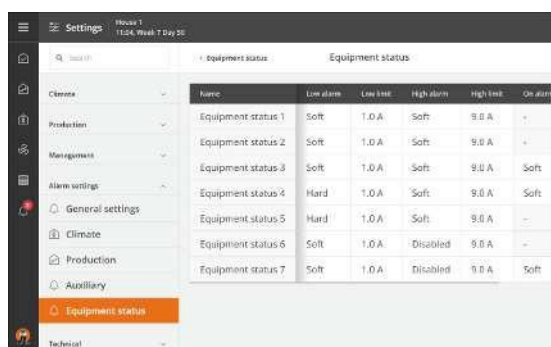 Settings
House 1
11:04, Week 7 Day 50
Search
‹ Equipment status
Equipment status
Climate
Production
Management
Alarm settings
General settings
Climate
Production
Auxiliary
Equipment status
Technical
Name Low alarm Low limit High alarm High limit On alarm
Equipment status 1 Soft 1.0 A Soft 9.0 A -
Equipment status 2 Soft 1.0 A Soft 9.0 A -
Equipment status 3 Soft 1.0 A Soft 9.0 A Soft
Equipment status 4 Hard 1.0 A Soft 9.0 A Soft
Equipment status 5 Hard 1.0 A Soft 9.0 A -
Equipment status 6 Soft 1.0 A Disabled 9.0 A -
Equipment status 7 Soft 1.0 A Disabled 9.0 A Soft